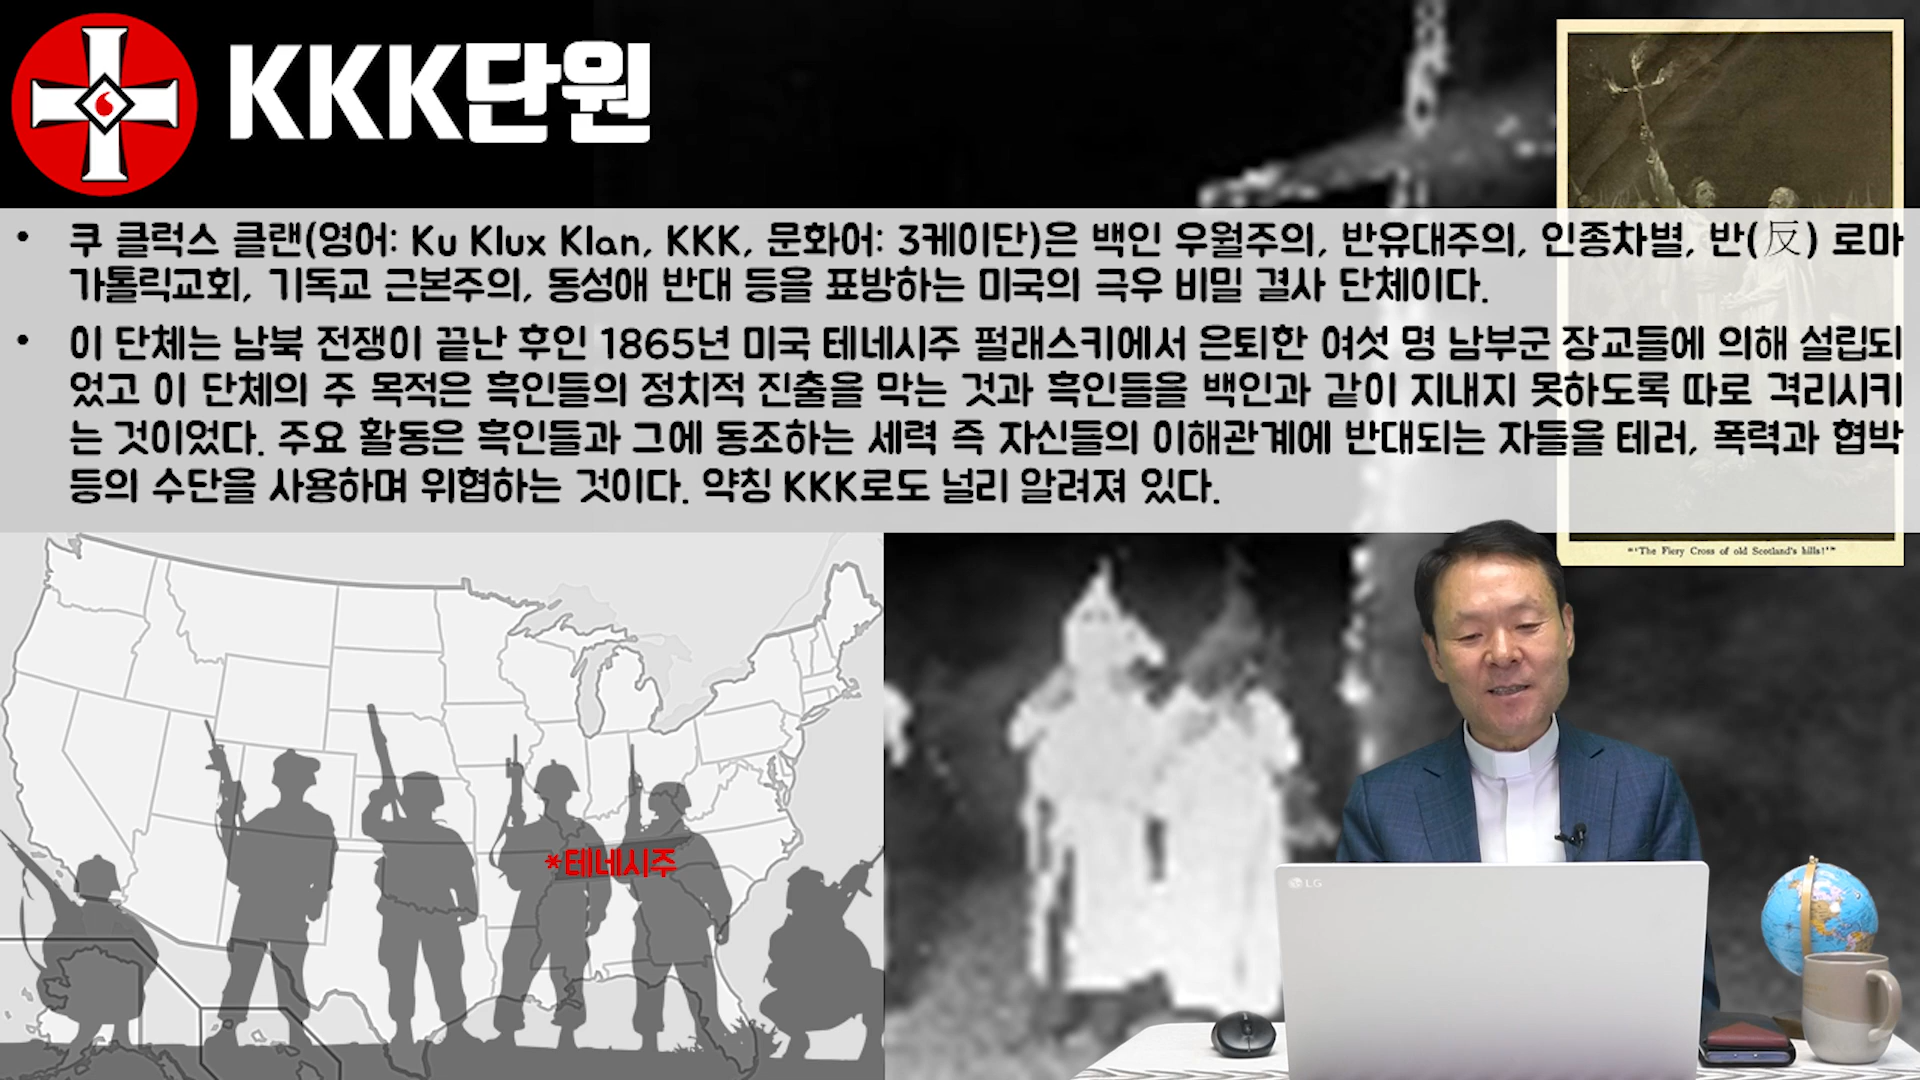 KKK단원
• 쿠 클럭스 클랜(영어: Ku Klux Klan, KKK, 문화어: 3케이단)은 백인 우월주의, 반유대주의, 인종차별, 반(反) 로마
가톨릭교회, 기독교 근본주의, 동성애 반대 등을 표방하는 미국의 극우 비밀 결사 단체이다.
• 이 단체는 남북 전쟁이 끝난 후인 1865년 미국 테네시주 펄래스키에서 은퇴한 여섯 명 남부군 장교들에 의해 설립되
었고 이 단체의 주 목적은 흑인들의 정치적 진출을 막는 것과 흑인들을 백인과 같이 지내지 못하도록 따로 격리시키
는 것이었다. 주요 활동은 흑인들과 그에 동조하는 세력 즉 자신들의 이해관계에 반대되는 자들을 테러, 폭력과 협박
등의 수단을 사용하며 위협하는 것이다. 약칭 KKK로도 널리 알려져 있다.
"'The Fiery Cross of old Scotland's hills!'"
*테네시주
LG